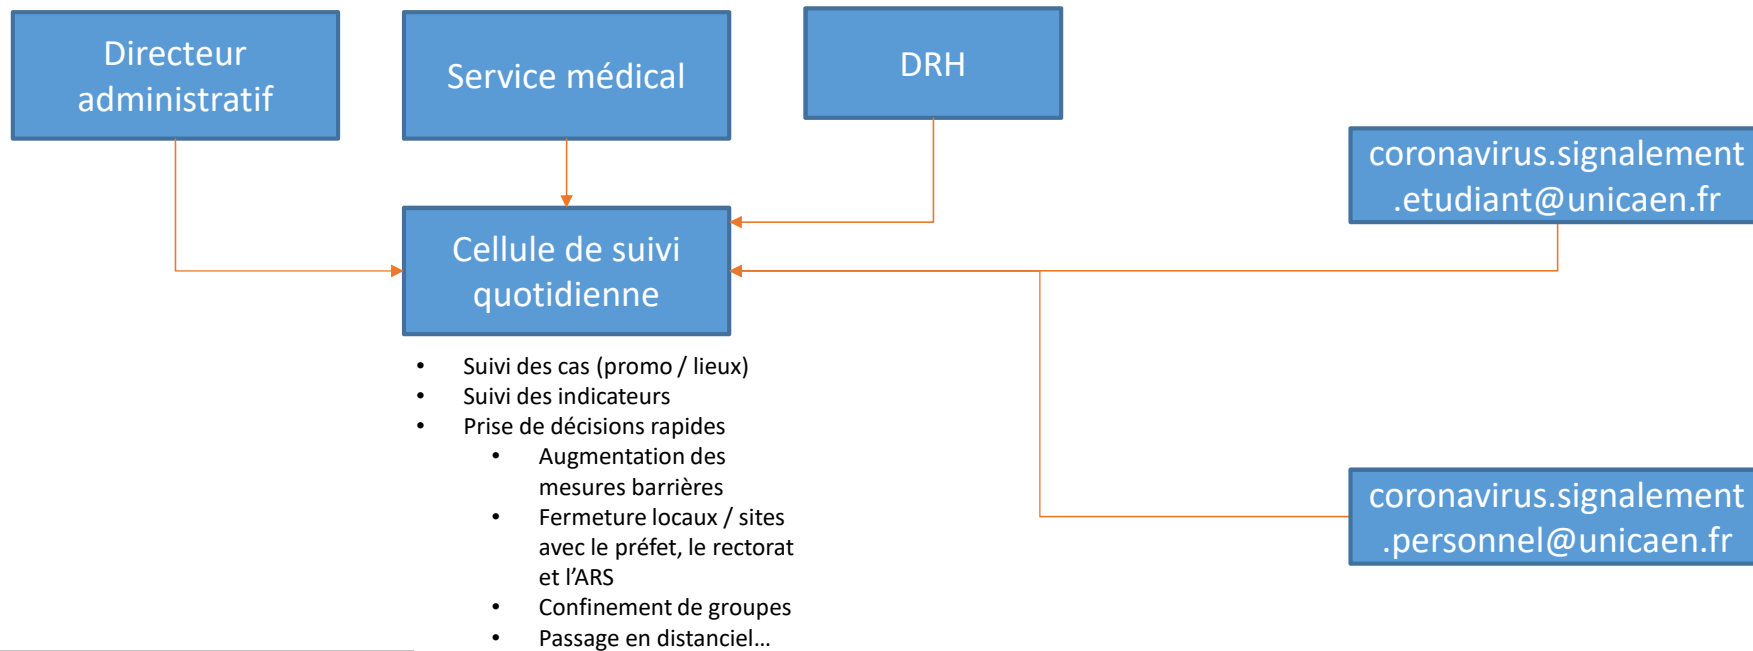 Directeur
administratif
Service médical
DRH
coronavirus.signalement
.etudiant@unicaen.fr
Cellule de suivi
quotidienne
• Suivi des cas (promo / lieux)
• Suivi des indicateurs
• Prise de décisions rapides
• Augmentation des
mesures barrières
• Fermeture locaux / sites
avec le préfet, le rectorat
et l’ARS
• Confinement de groupes
• Passage en distanciel…
coronavirus.signalement
.personnel@unicaen.fr